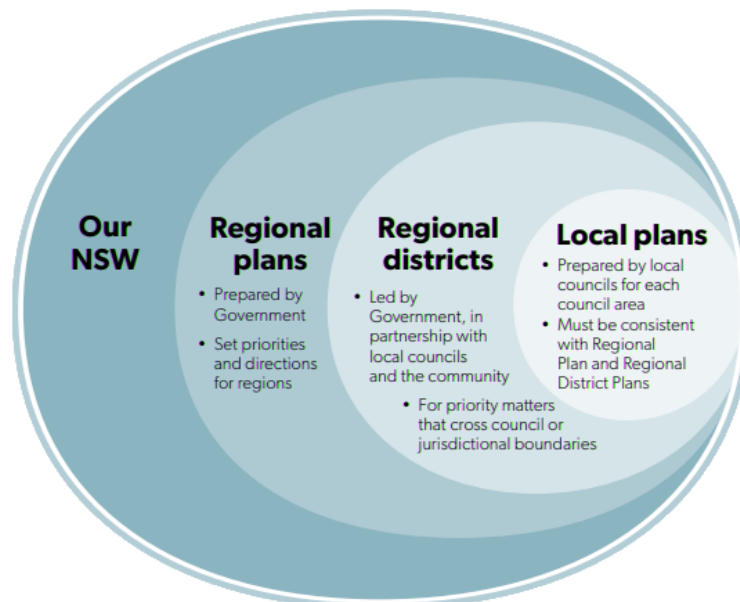 Our
NSW
Regional
plans
• Prepared by
Government
• Set priorities
and directions
for regions
Regional
districts
• Led by
Government, in
partnership with
local councils
and the community
• For priority matters
that cross council or
jurisdictional boundaries
Local plans
• Prepared by local
councils for each
council area
• Must be consistent
with Regional
Plan and Regional
District Plans